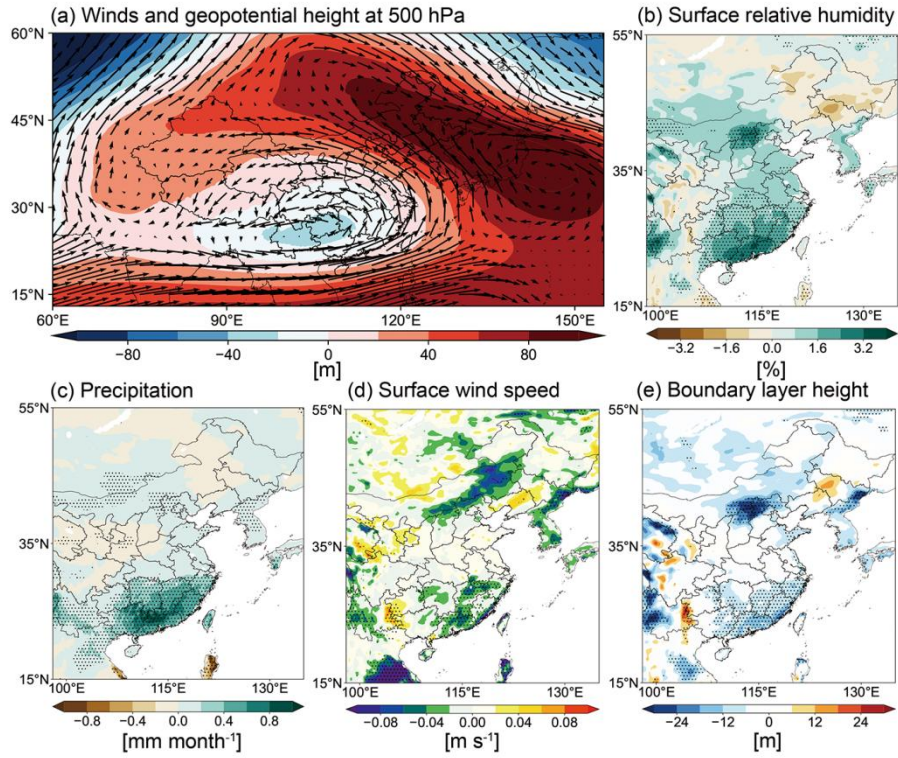 (a) Winds and geopotential height at 500 hPa
60°N
45°N
30°N
15°N
60°E 90°E 120°E 150°E
−80 −40 0 40 80
[m]
(b) Surface relative humidity
55°N
35°N
15°N
100°E 115°E 130°E
−3.2 −1.6 0.0 1.6 3.2
[%]
(c) Precipitation
55°N
35°N
15°N
100°E 115°E 130°E
−0.8 −0.4 0.0 0.4 0.8
[mm month⁻¹]
(d) Surface wind speed
55°N
35°N
15°N
100°E 115°E 130°E
−0.08 −0.04 0.00 0.04 0.08
[m s⁻¹]
(e) Boundary layer height
55°N
35°N
15°N
100°E 115°E 130°E
−24 −12 0 12 24
[m]